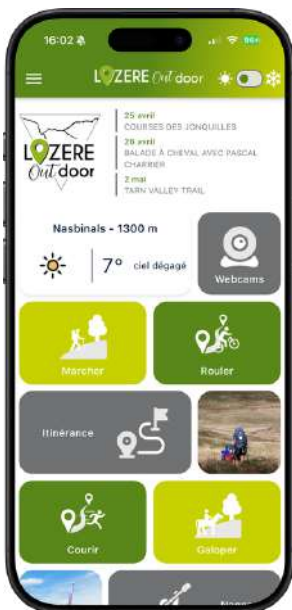 16:02
LOZERE Out door
25 avril
COURSES DES JONQUILLES
26 avril
BALADE À CHEVAL AVEC PASCAL
CHARRIER
2 mai
TARN VALLEY TRAIL
LOZERE
Out door
Nasbinals - 1300 m
7° ciel dégagé
Webcams
Marcher
Rouler
Itinérance
Courir
Galoper